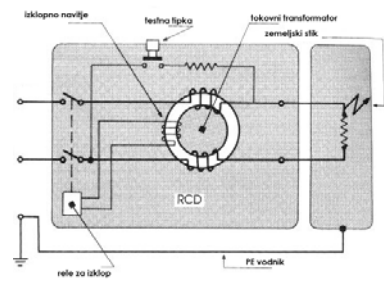 izklopno navitje
testna tipka
tokovni transformator
zemeljski stik
RCD
rele za izklop
PE vodnik